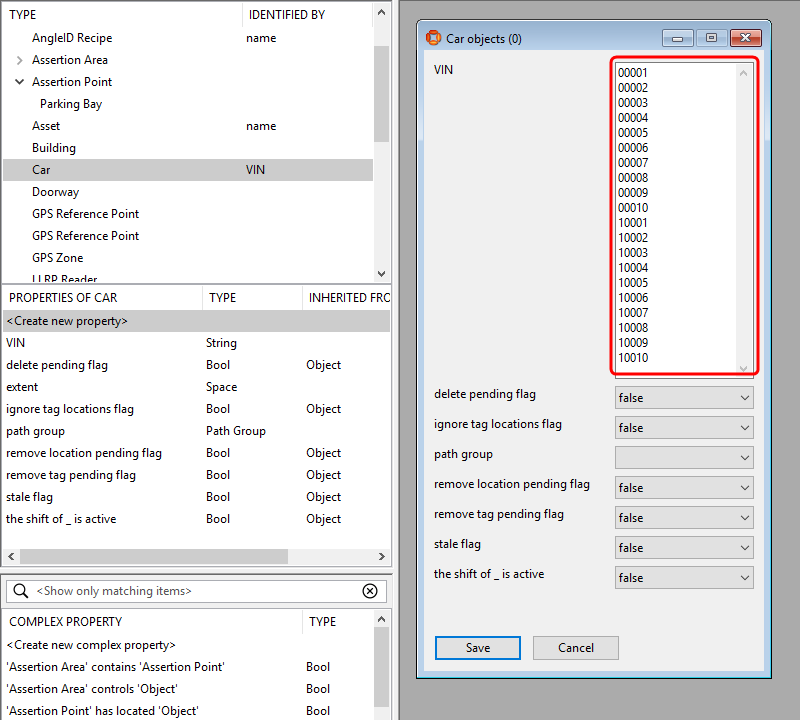 TYPE IDENTIFIED BY
AngleID Recipe name
Assertion Area
Assertion Point
Parking Bay
Asset name
Building
Car VIN
Doorway
GPS Reference Point
GPS Reference Point
GPS Zone
LLRP Reader
PROPERTIES OF CAR TYPE INHERITED FRO
<Create new property>
VIN String
delete pending flag Bool Object
extent Space
ignore tag locations flag Bool Object
path group Path Group
remove location pending flag Bool Object
remove tag pending flag Bool Object
stale flag Bool Object
the shift of _ is active Bool Object
<Show only matching items>
COMPLEX PROPERTY TYPE
<Create new complex property>
'Assertion Area' contains 'Assertion Point' Bool
'Assertion Area' controls 'Object' Bool
'Assertion Point' has located 'Object' Bool
Car objects (0)
VIN
00001
00002
00003
00004
00005
00006
00007
00008
00009
00010
10001
10002
10003
10004
10005
10006
10007
10008
10009
10010
delete pending flag false
ignore tag locations flag false
path group
remove location pending flag false
remove tag pending flag false
stale flag false
the shift of _ is active false
Save Cancel